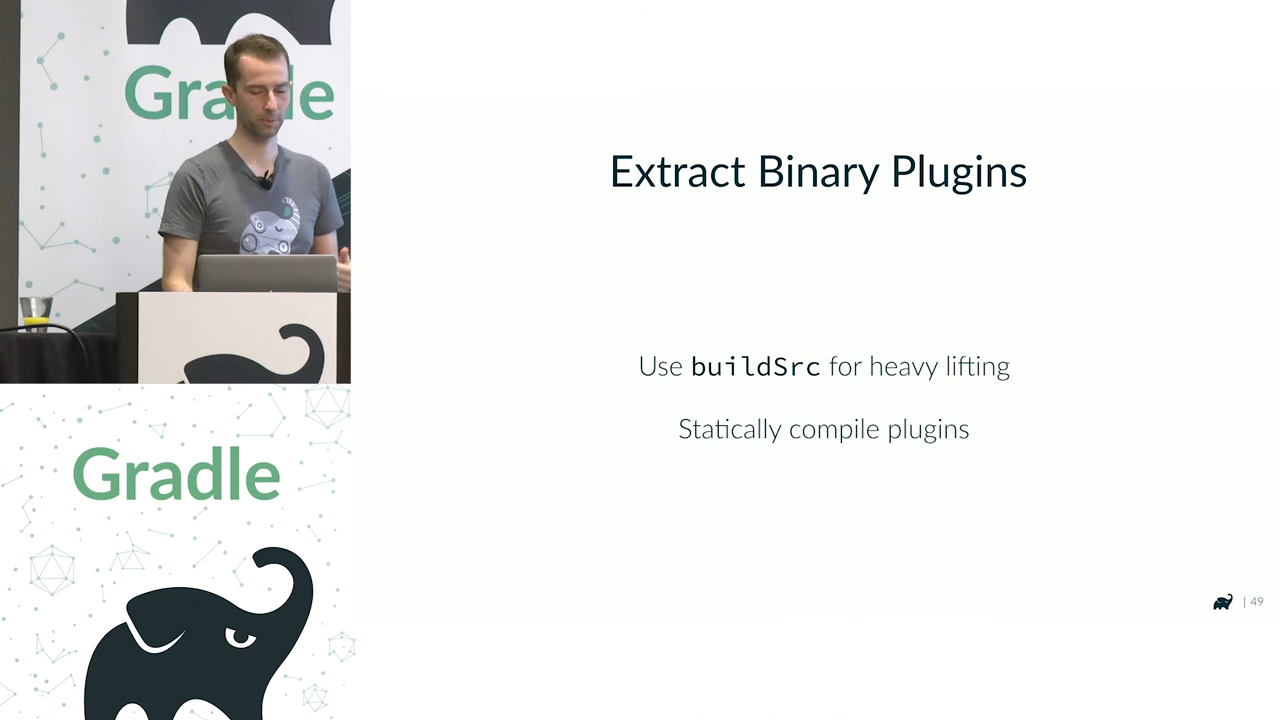 Gradle
Extract Binary Plugins
Use buildSrc for heavy lifting
Statically compile plugins
Gradle
| 49